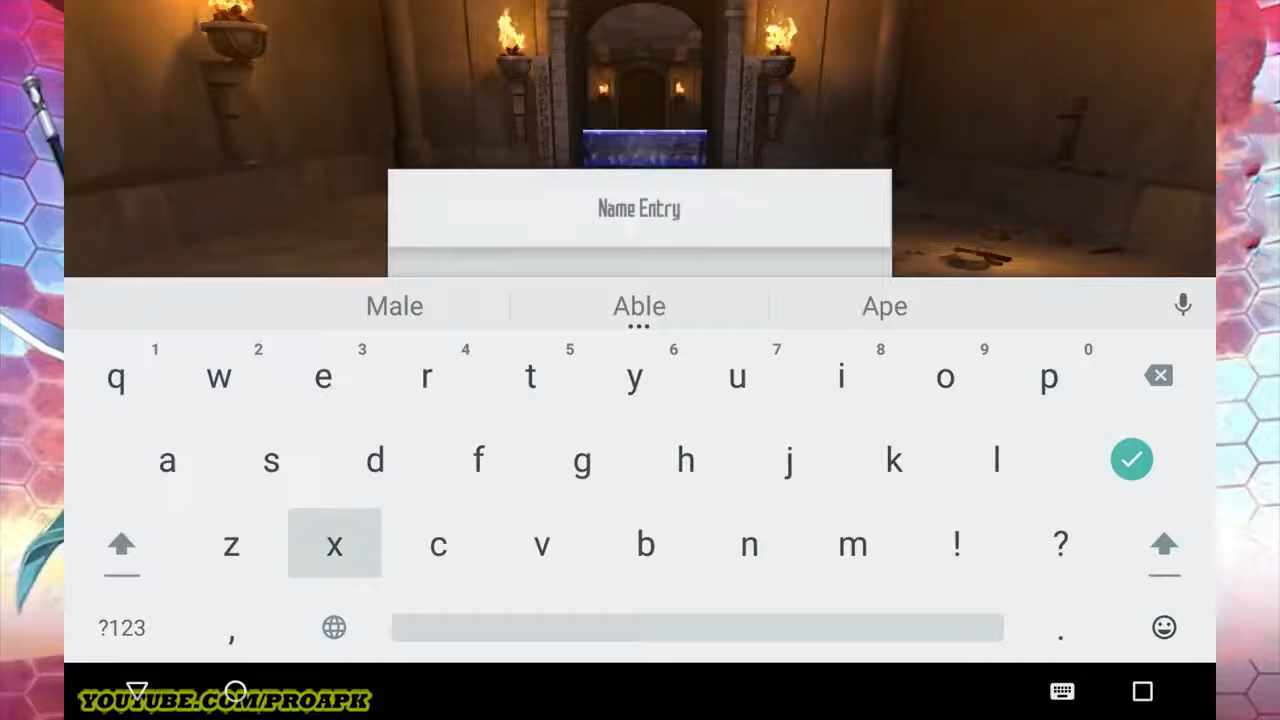 Name Entry
Male Able Ape
1 2 3 4 5 6 7 8 9 0
q w e r t y u i o p
a s d f g h j k l
z x c v b n m ! ?
?123 , .
YOUTUBE.COM/PROAPK